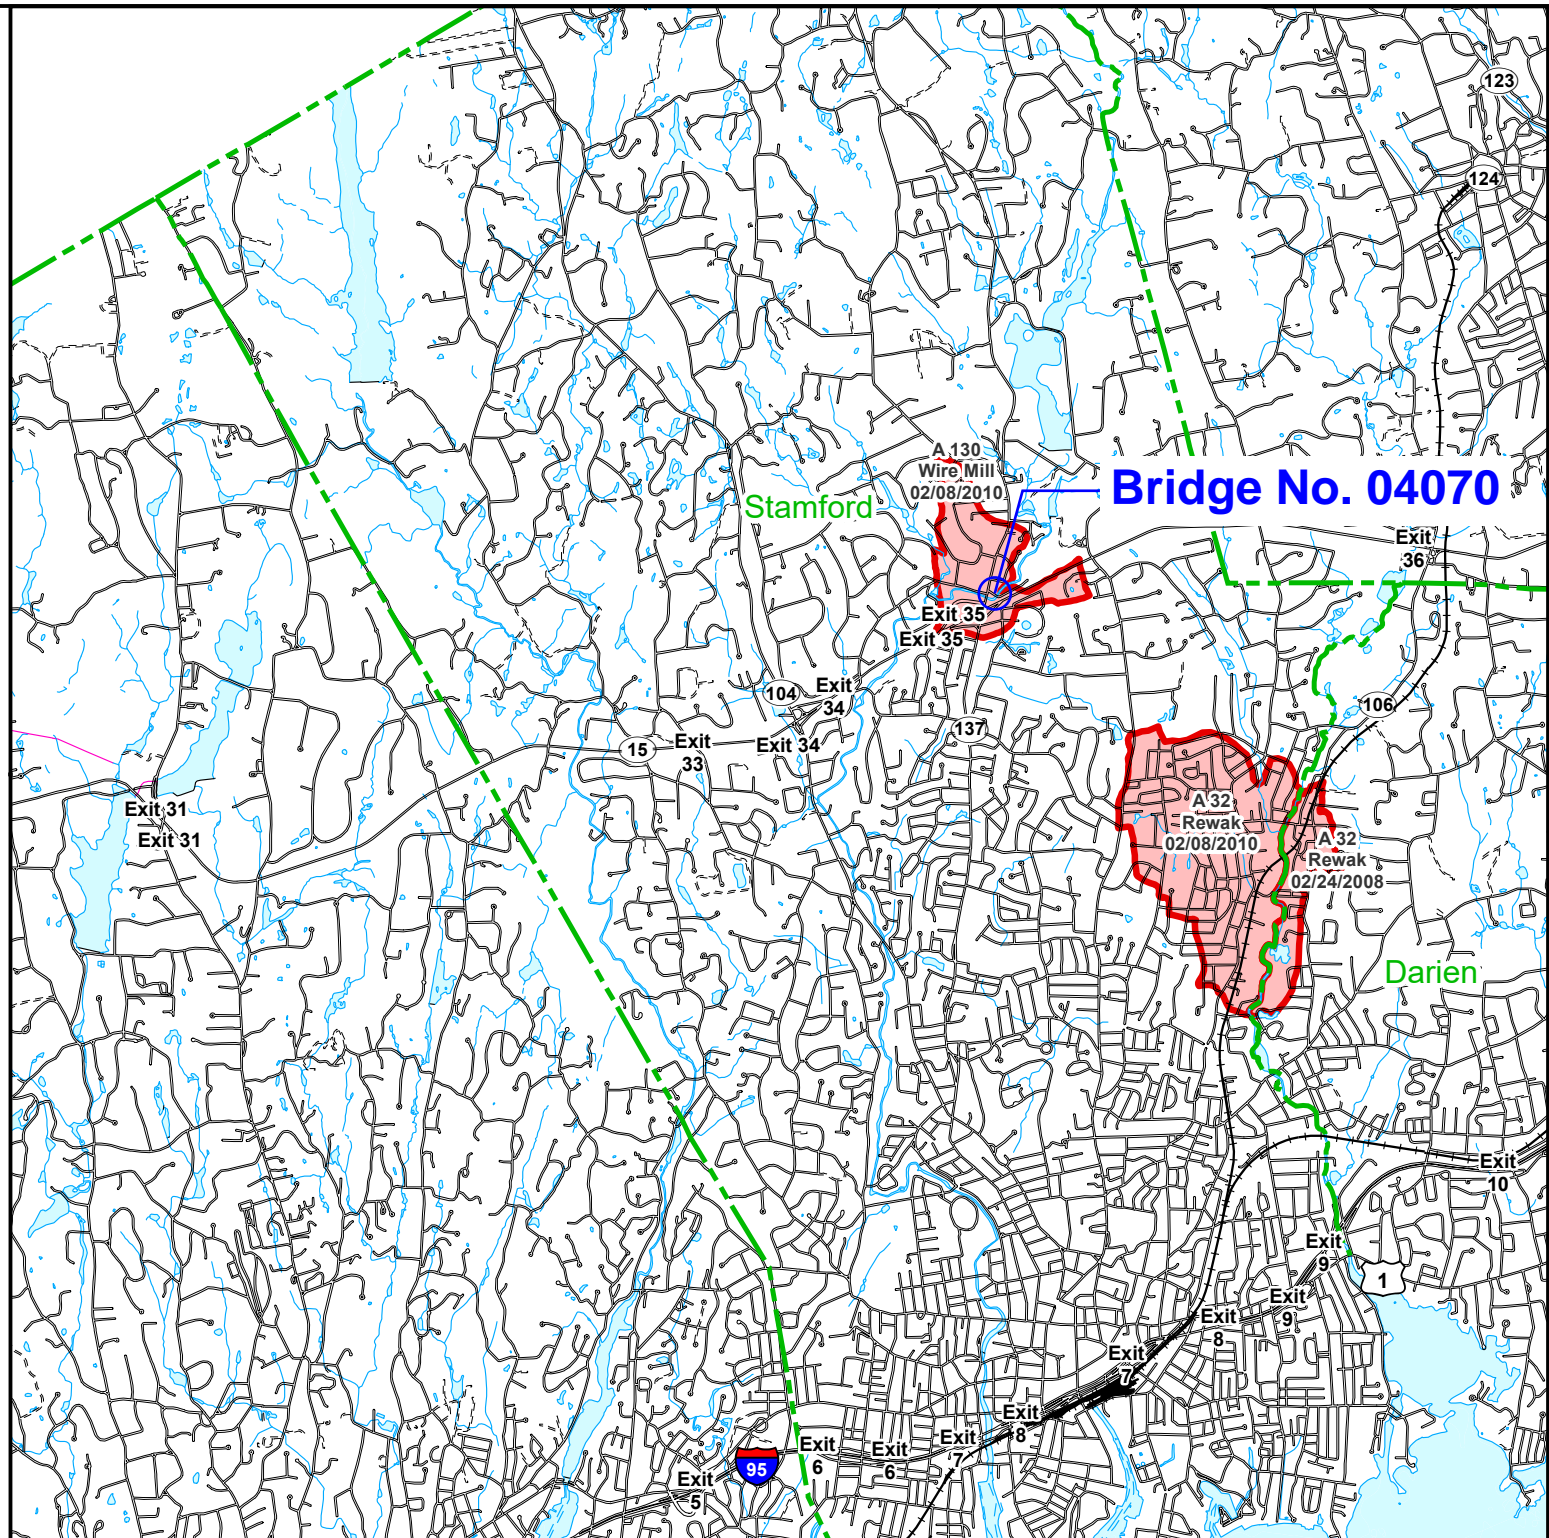 123
124
A 130
Wire Mill
02/08/2010
Bridge No. 04070
Stamford
Exit
36
Exit 35
Exit 35
104
Exit
34
106
137
15
Exit
33
Exit 34
Exit 31
Exit 31
A 32
Rewak
02/08/2010
A 32
Rewak
02/24/2008
Darien
Exit
10
Exit
9
1
Exit
9
Exit
8
Exit
7
Exit
8
Exit
7
Exit
6
Exit
6
95
Exit
5